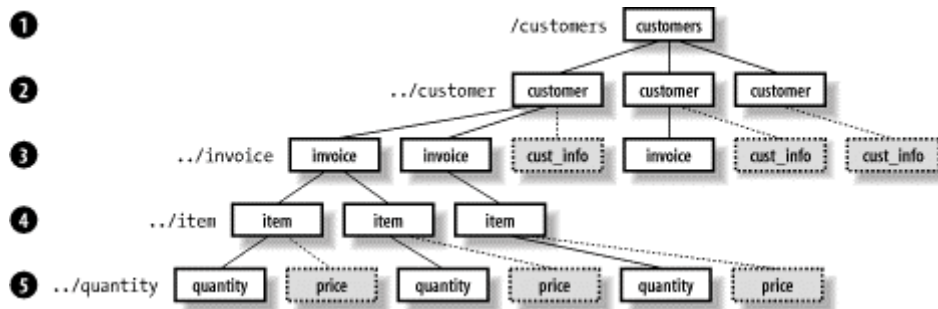 1 /customers customers
2 ../customer customer customer customer
3 ../invoice invoice invoice cust_info invoice cust_info cust_info
4 ../item item item item
5 ../quantity quantity price quantity price quantity price